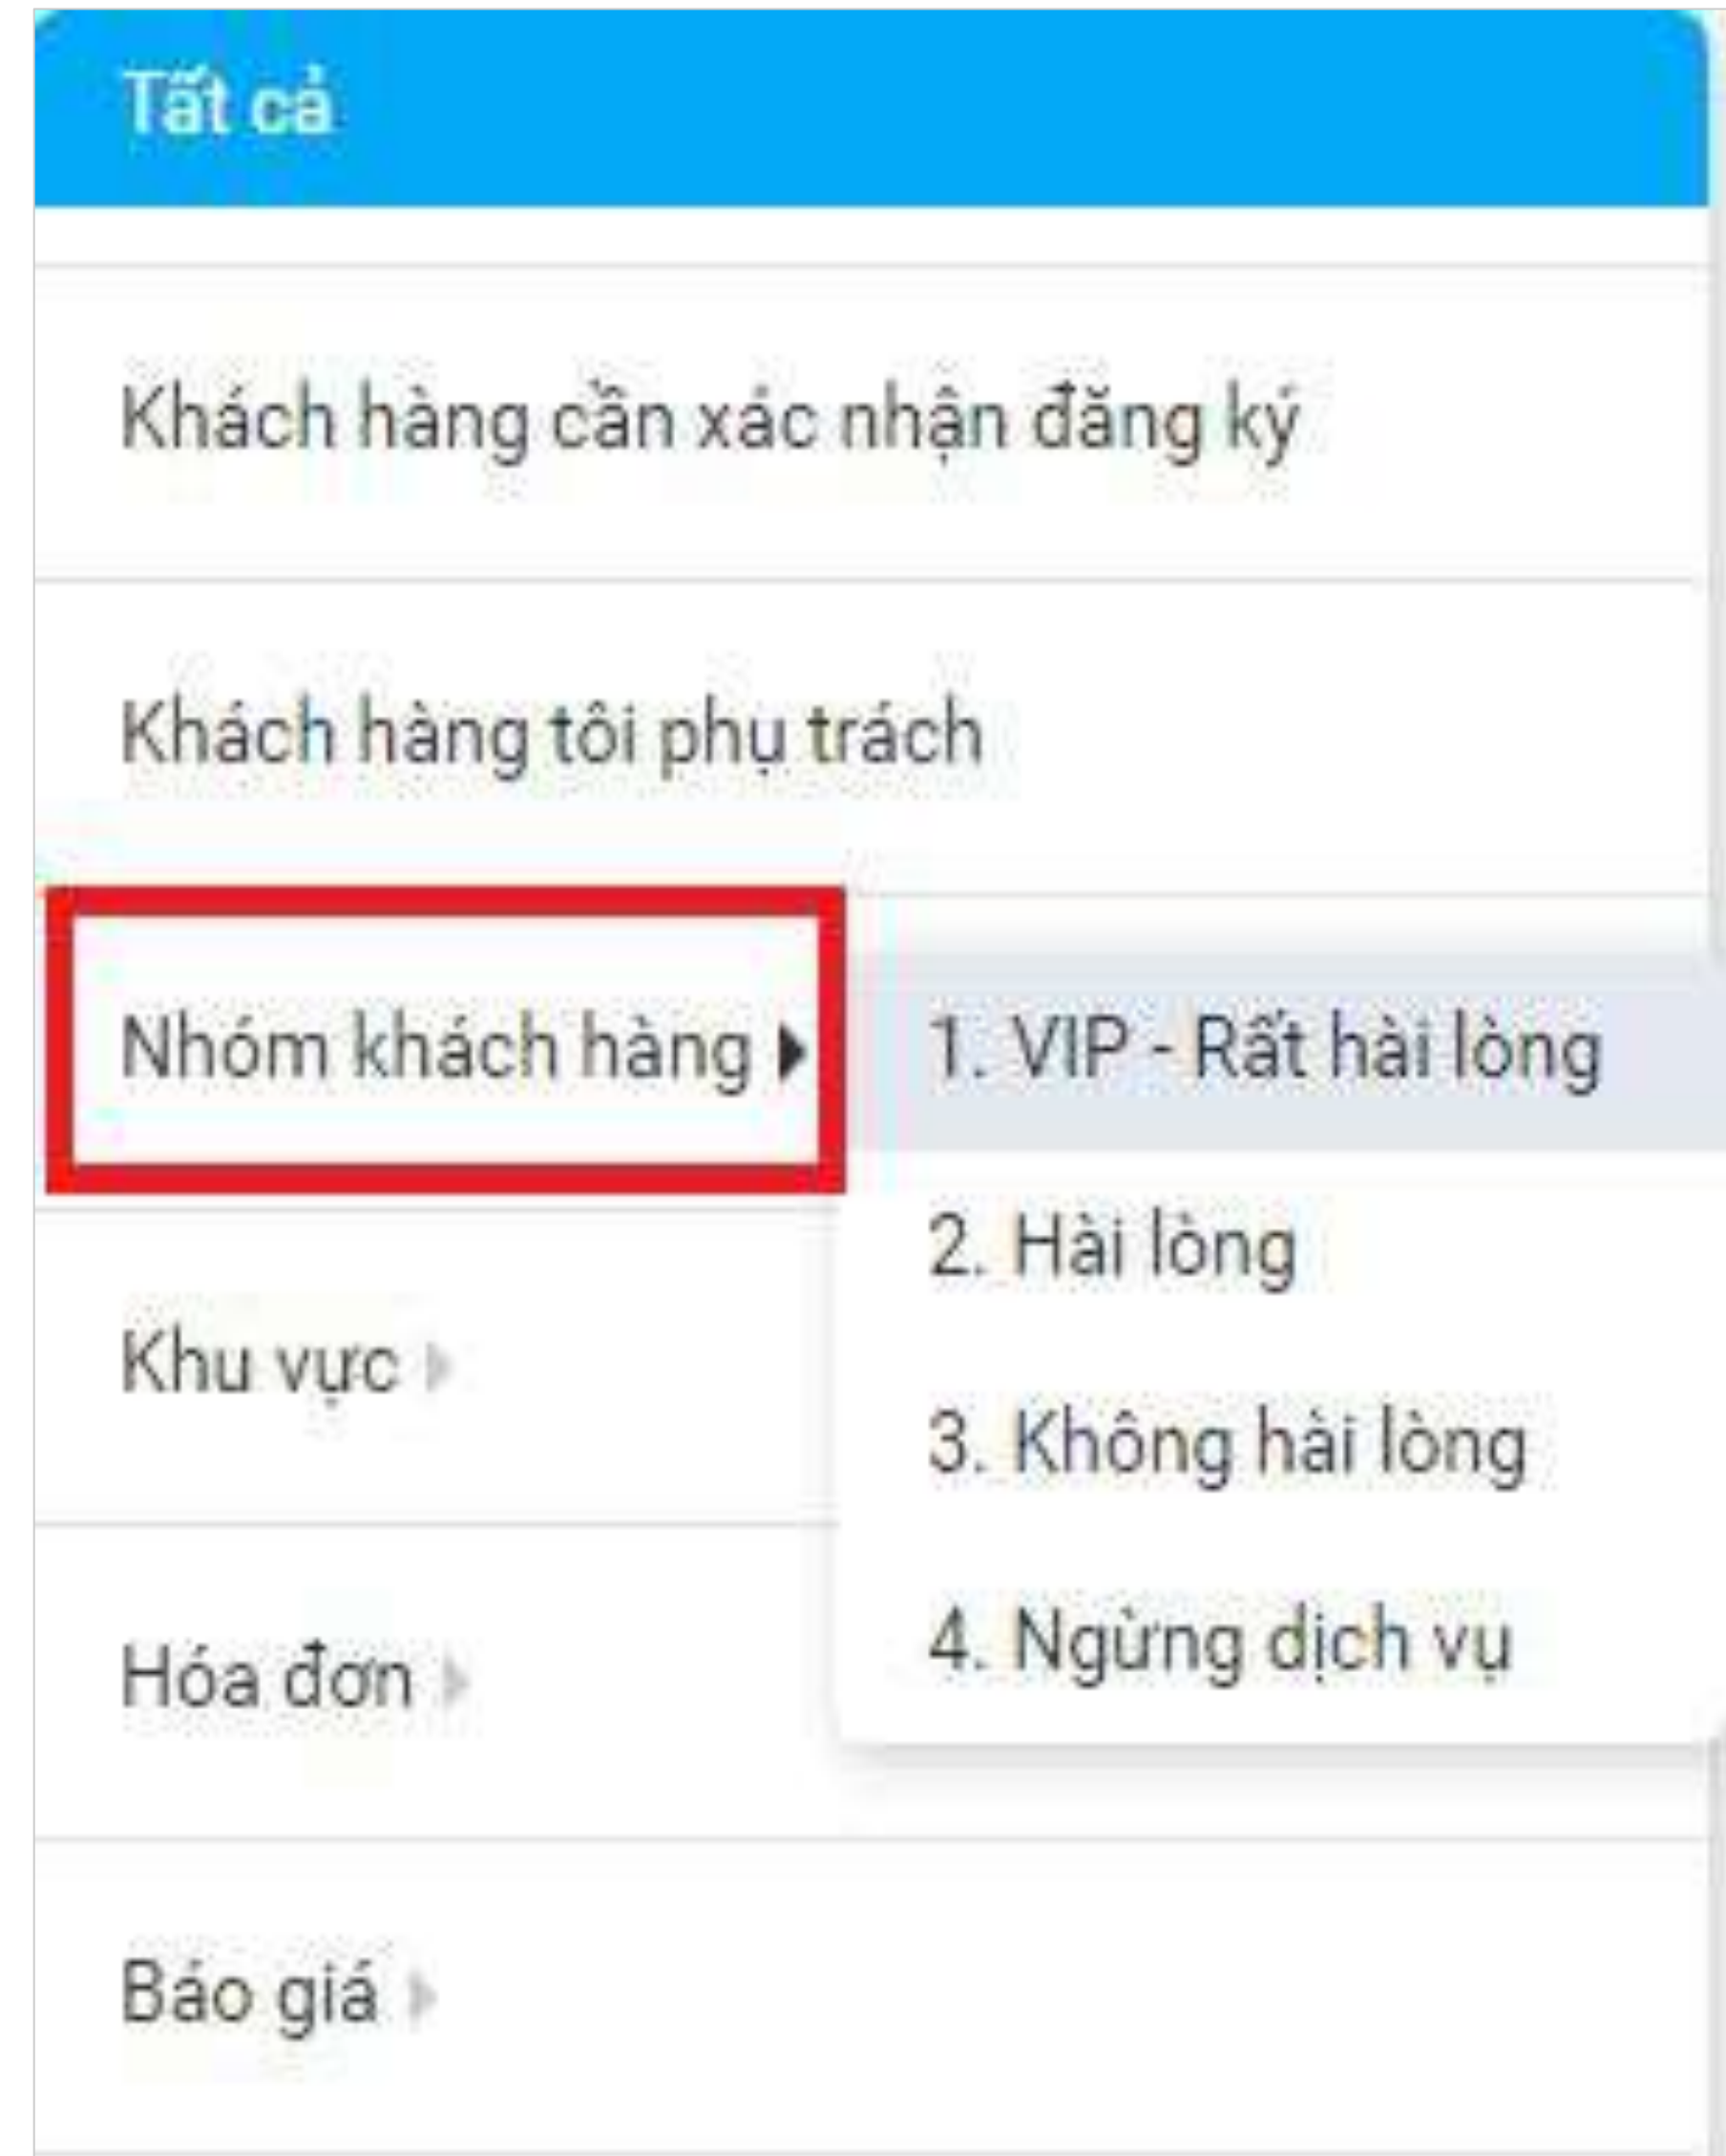 Tất cả
Khách hàng cần xác nhận đăng ký
Khách hàng tôi phụ trách
Nhóm khách hàng
1. VIP - Rất hài lòng
2. Hài lòng
3. Không hài lòng
4. Ngừng dịch vụ
Khu vực
Hóa đơn
Báo giá